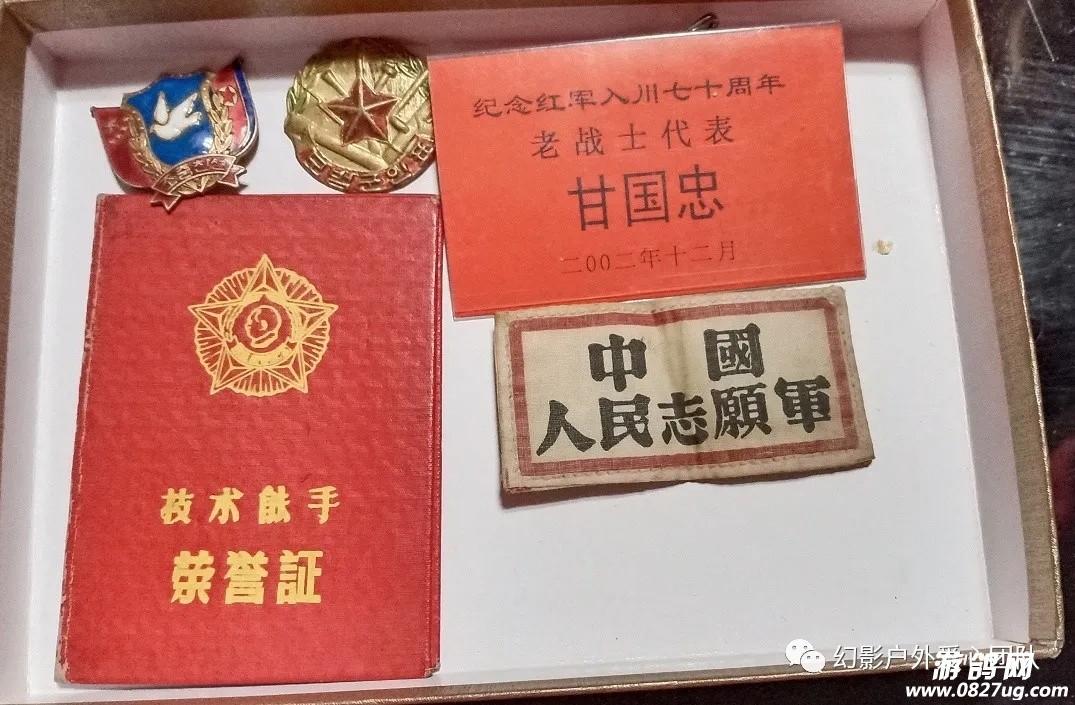 纪念红军入川七十周年
老战士代表
甘国忠
二00二年十二月
中國
人民志願軍
技术能手
荣誉証
幻影户外爱心团队
游鸽网
www.0827ug.com